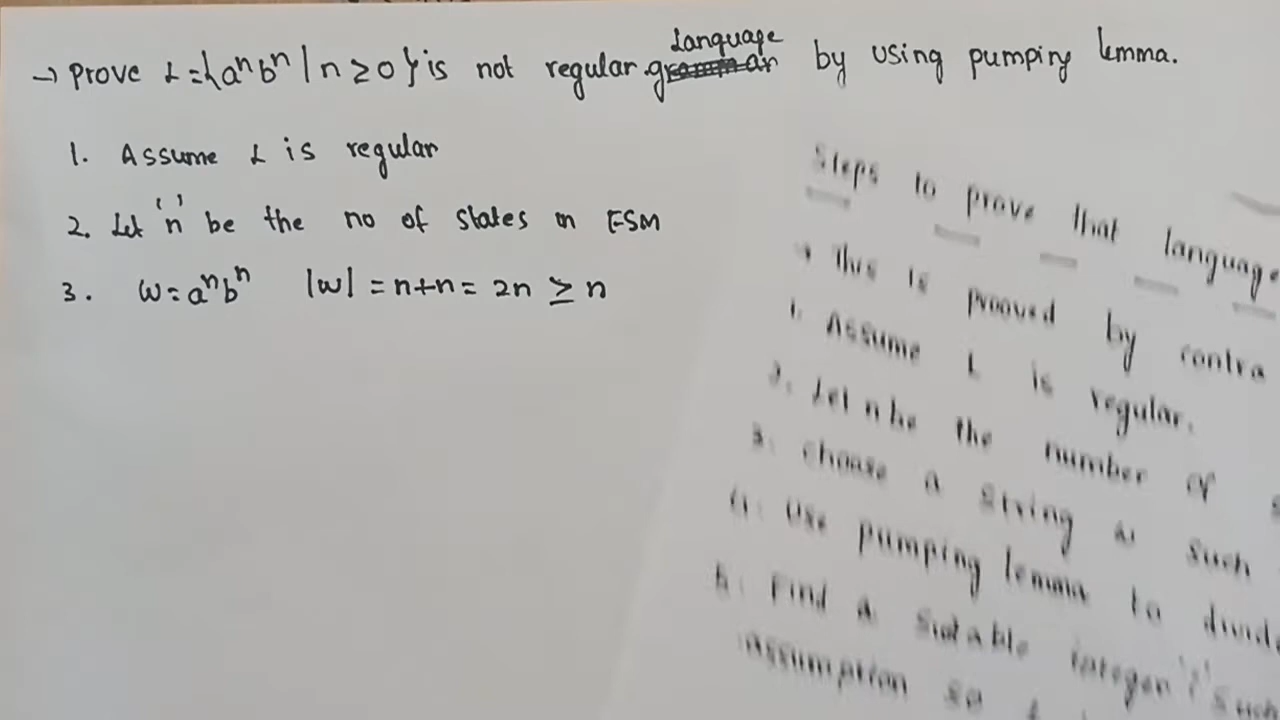 → Prove L = {aⁿbⁿ | n ≥ 0} is not regular language by using pumping lemma.
1. Assume L is regular
2. Let 'n' be the no of states in FSM
3. w = aⁿbⁿ |w| = n+n = 2n ≥ n
Steps to prove that language
→ This is prooved by contra
1. Assume L is regular.
2. Let n be the number of
3. Choose a string
such
4. Use pumping lemma to divide
5. Find a suitable integer 'i' such
assumption so